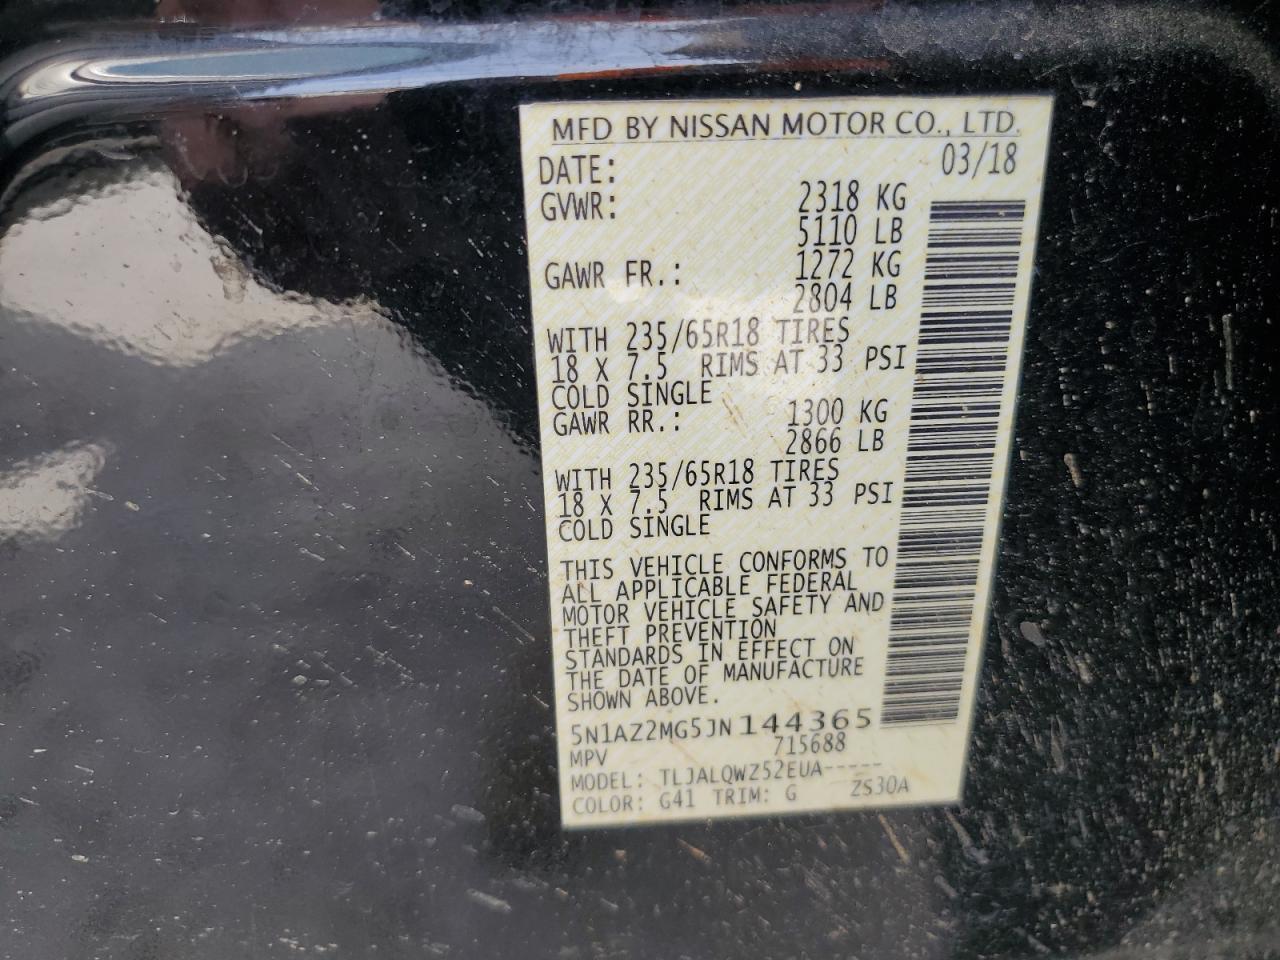 MFD BY NISSAN MOTOR CO., LTD.
DATE: 03/18
GVWR: 2318 KG
5110 LB
GAWR FR.: 1272 KG
2804 LB
WITH 235/65R18 TIRES
18 X 7.5 RIMS AT 33 PSI
COLD SINGLE
GAWR RR.: 1300 KG
2866 LB
WITH 235/65R18 TIRES
18 X 7.5 RIMS AT 33 PSI
COLD SINGLE
THIS VEHICLE CONFORMS TO
ALL APPLICABLE FEDERAL
MOTOR VEHICLE SAFETY AND
THEFT PREVENTION
STANDARDS IN EFFECT ON
THE DATE OF MANUFACTURE
SHOWN ABOVE.
5N1AZ2MG5JN144365
MPV 715688
MODEL: TLJALQWZ52EUA-----
COLOR: G41 TRIM: G ZS30A